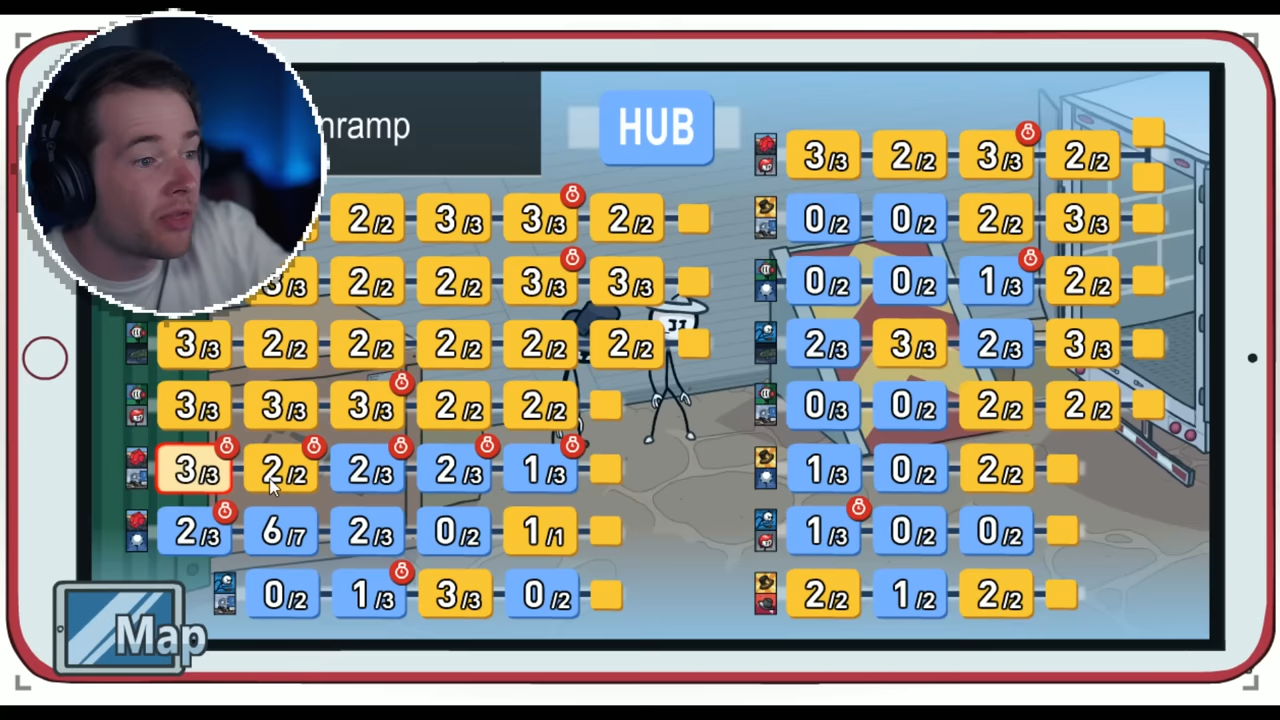 nramp
HUB
2/2 3/3 3/3 2/2
3/3 2/2 2/2 3/3 3/3
3/3 2/2 2/2 2/2 2/2 2/2
3/3 3/3 3/3 2/2 2/2
3/3 2/2 2/3 2/3 1/3
2/3 6/7 2/3 0/2 1/1
0/2 1/3 3/3 0/2
3/3 2/2 3/3 2/2
0/2 0/2 2/2 3/3
0/2 0/2 1/3 2/2
2/3 3/3 2/3 3/3
0/3 0/2 2/2 2/2
1/3 0/2 2/2
1/3 0/2 0/2
2/2 1/2 2/2
Map